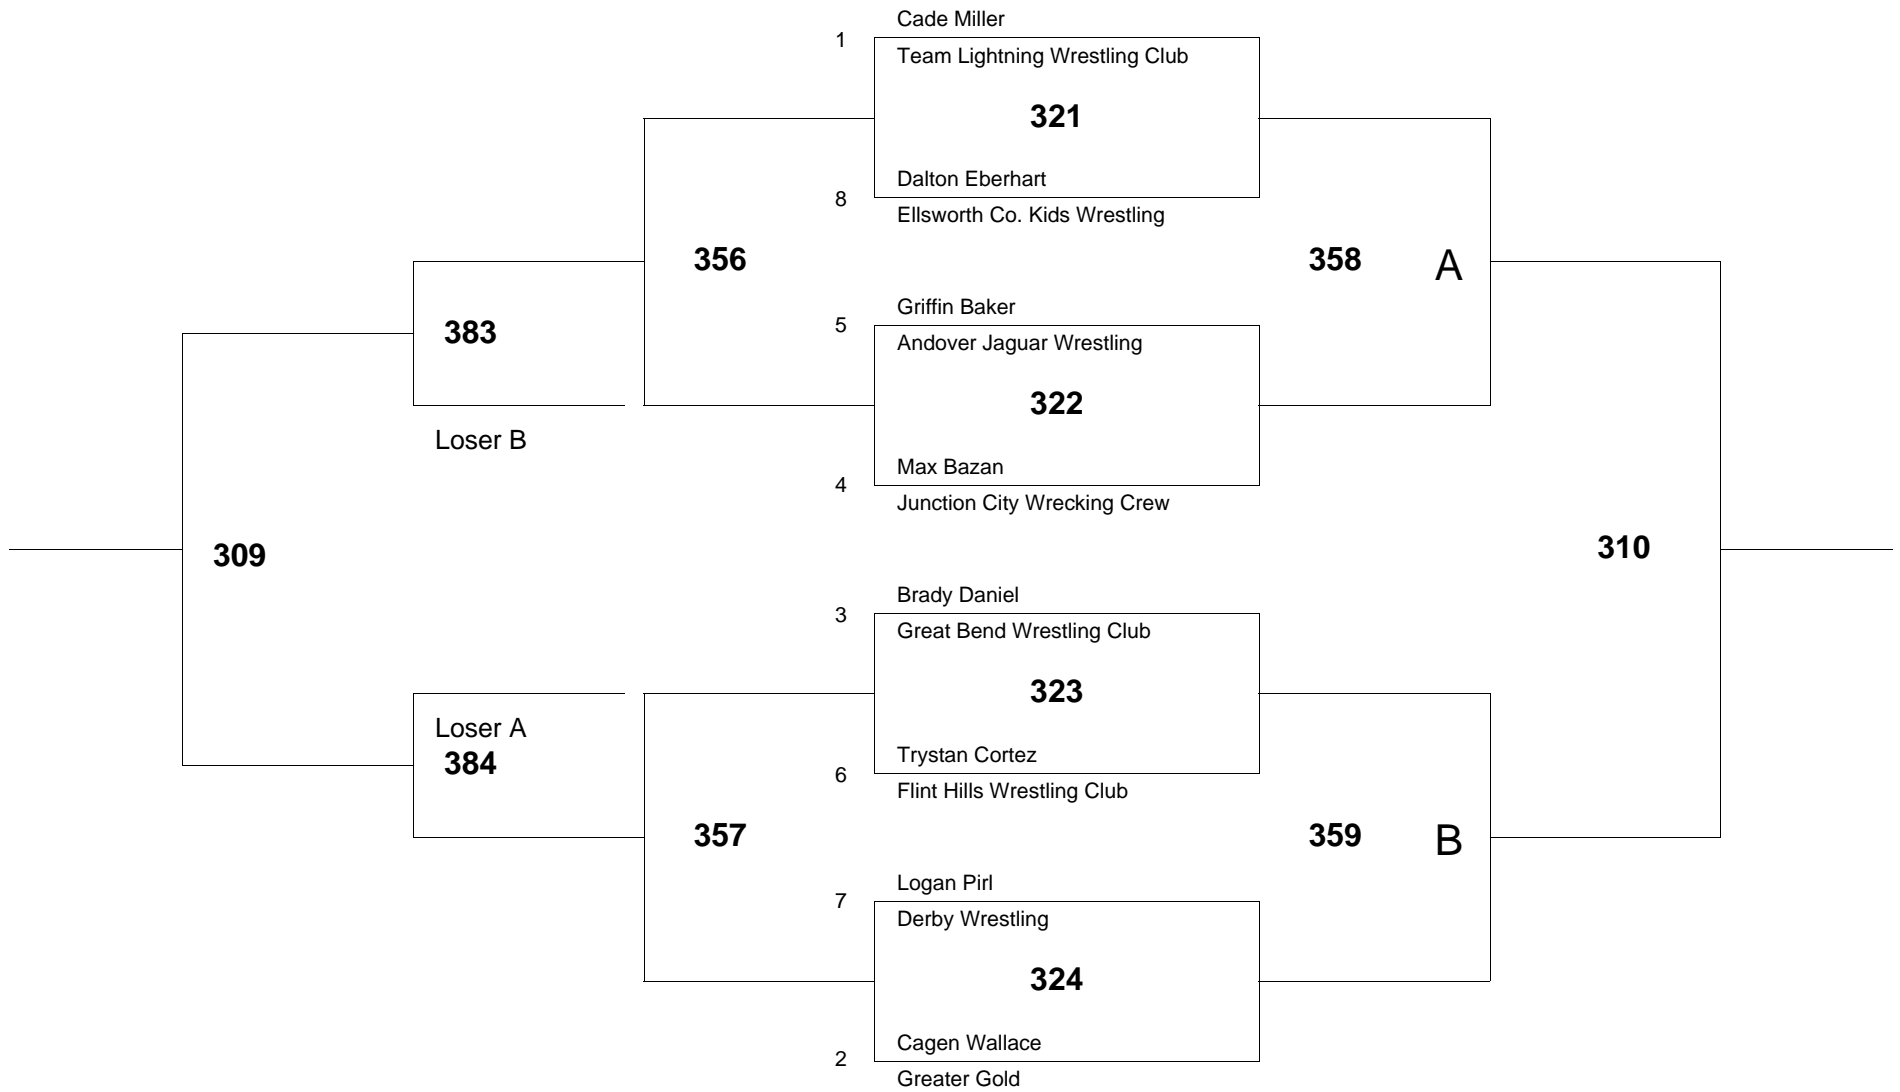 Cade Miller
1
Team Lightning Wrestling Club
321
Dalton Eberhart
8
Ellsworth Co. Kids Wrestling
356
358
A
Griffin Baker
5
Andover Jaguar Wrestling
383
322
Loser B
Max Bazan
4
Junction City Wrecking Crew
309
310
Brady Daniel
3
Great Bend Wrestling Club
323
Loser A
384
Trystan Cortez
6
Flint Hills Wrestling Club
357
359
B
Logan Pirl
7
Derby Wrestling
324
Cagen Wallace
2
Greater Gold